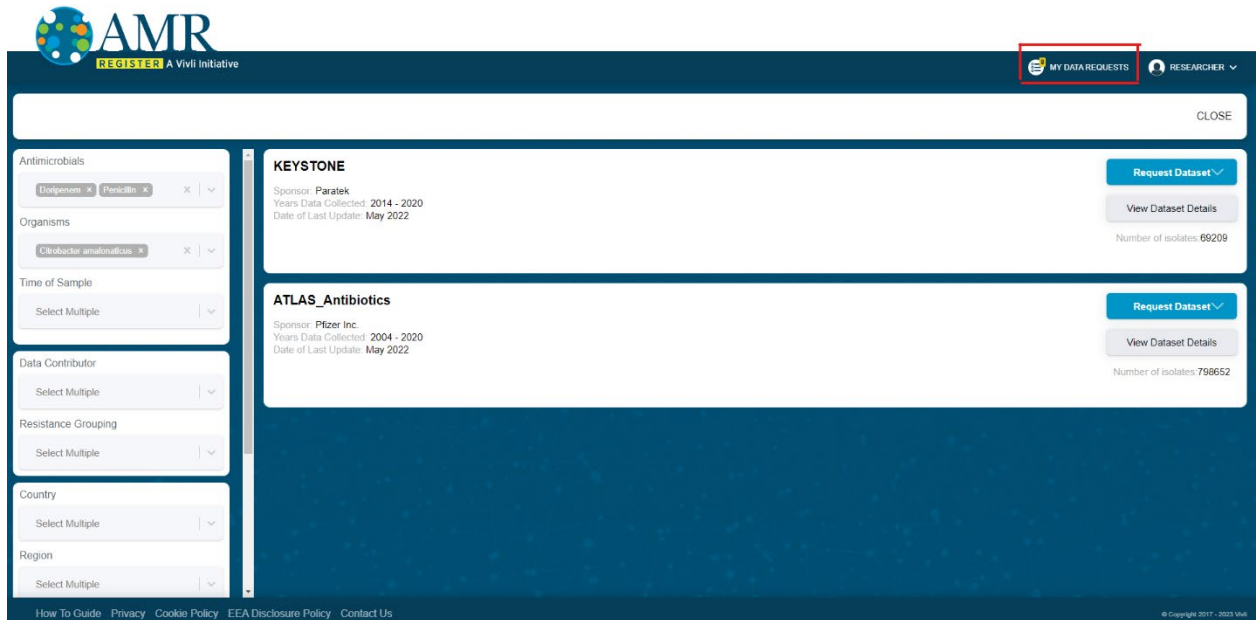 AMR
REGISTER A Vivli Initiative
MY DATA REQUESTS
RESEARCHER
CLOSE
Antimicrobials
Doripenem × Penicillin ×
Organisms
Citrobacter amalonaticus ×
Time of Sample
Select Multiple
Data Contributor
Select Multiple
Resistance Grouping
Select Multiple
Country
Select Multiple
Region
Select Multiple
KEYSTONE
Sponsor: Paratek
Years Data Collected: 2014 - 2020
Date of Last Update: May 2022
Request Dataset
View Dataset Details
Number of isolates:69209
ATLAS_Antibiotics
Sponsor: Pfizer Inc.
Years Data Collected: 2004 - 2020
Date of Last Update: May 2022
Request Dataset
View Dataset Details
Number of isolates:798652
How To Guide Privacy Cookie Policy EEA Disclosure Policy Contact Us
© Copyright 2017 - 2023 Vivli